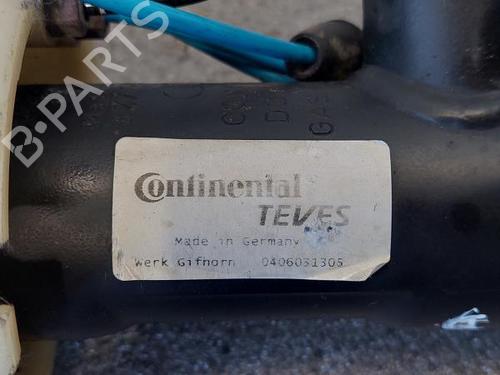 Continental
TEVES
Made in Germany
Werk Gifhorn 0406031305
B-PARTS